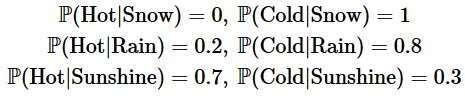 ℙ(Hot|Snow) = 0, ℙ(Cold|Snow) = 1
ℙ(Hot|Rain) = 0.2, ℙ(Cold|Rain) = 0.8
ℙ(Hot|Sunshine) = 0.7, ℙ(Cold|Sunshine) = 0.3